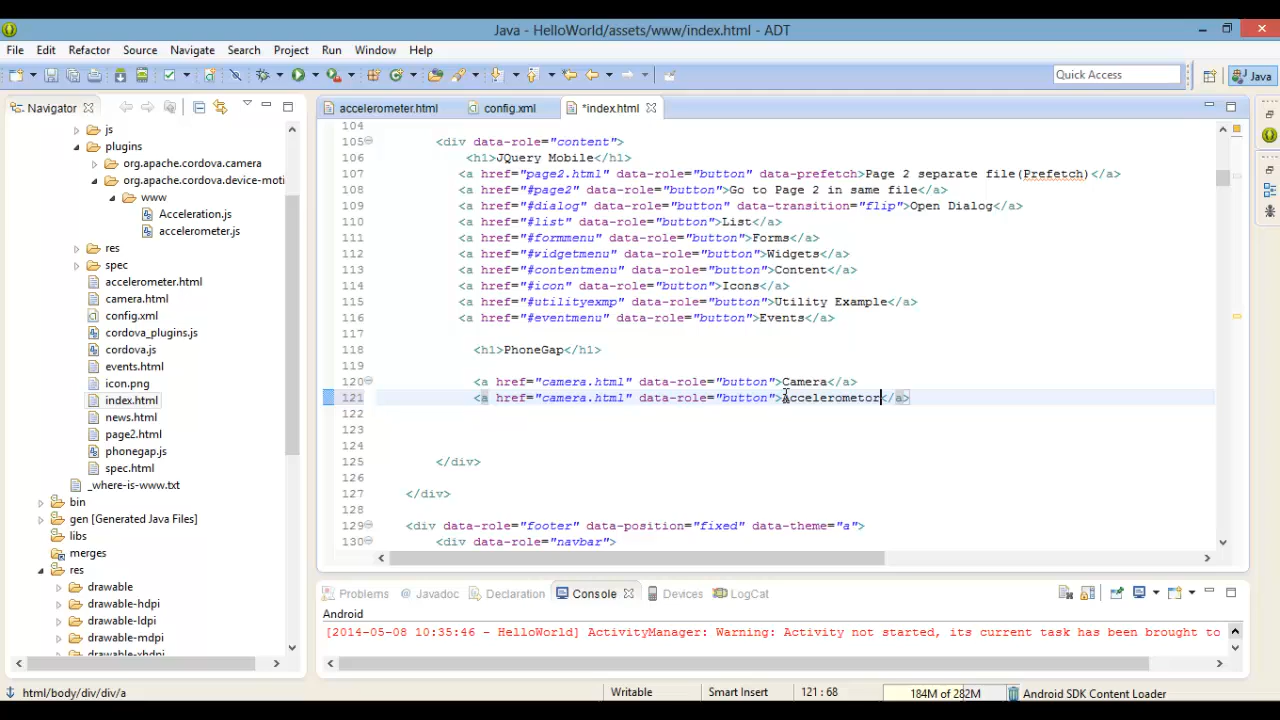 Java - HelloWorld/assets/www/index.html - ADT
File Edit Refactor Source Navigate Search Project Run Window Help
Quick Access
Java
Navigator
js
plugins
org.apache.cordova.camera
org.apache.cordova.device-moti
www
Acceleration.js
accelerometer.js
res
spec
accelerometer.html
camera.html
config.xml
cordova_plugins.js
cordova.js
events.html
icon.png
index.html
news.html
page2.html
phonegap.js
spec.html
_where-is-www.txt
bin
gen [Generated Java Files]
libs
merges
res
drawable
drawable-hdpi
drawable-ldpi
drawable-mdpi
drawable-xhdpi
accelerometer.html config.xml *index.html
104
105 <div data-role="content">
106 <h1>JQuery Mobile</h1>
107 <a href="page2.html" data-role="button" data-prefetch>Page 2 separate file(Prefetch)</a>
108 <a href="#page2" data-role="button">Go to Page 2 in same file</a>
109 <a href="#dialog" data-role="button" data-transition="flip">Open Dialog</a>
110 <a href="#list" data-role="button">List</a>
111 <a href="#formmenu" data-role="button">Forms</a>
112 <a href="#widgetmenu" data-role="button">Widgets</a>
113 <a href="#contentmenu" data-role="button">Content</a>
114 <a href="#icon" data-role="button">Icons</a>
115 <a href="#utilityexmp" data-role="button">Utility Example</a>
116 <a href="#eventmenu" data-role="button">Events</a>
117
118 <h1>PhoneGap</h1>
119
120 <a href="camera.html" data-role="button">Camera</a>
121 <a href="camera.html" data-role="button">Accelerometor</a>
122
123
124
125 </div>
126
127 </div>
128
129 <div data-role="footer" data-position="fixed" data-theme="a">
130 <div data-role="navbar">
Problems @ Javadoc Declaration Console Devices LogCat
Android
[2014-05-08 10:35:46 - HelloWorld] ActivityManager: Warning: Activity not started, its current task has been brought to
html/body/div/div/a Writable Smart Insert 121 : 68 184M of 282M Android SDK Content Loader